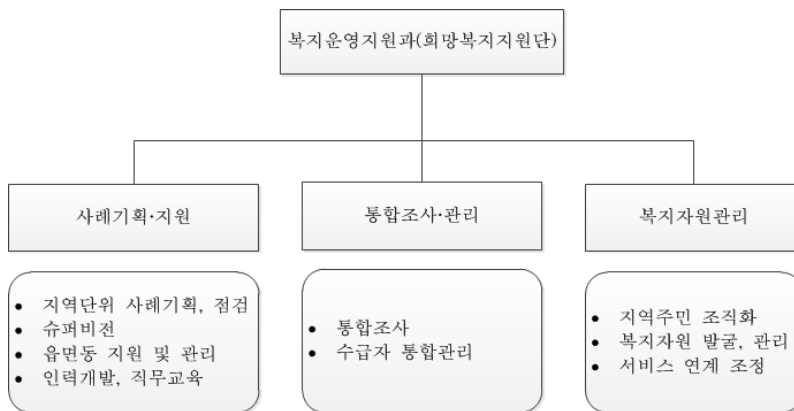 복지운영지원과(희망복지지원단)
사례기획·지원
통합조사·관리
복지자원관리
• 지역단위 사례기획, 점검
• 슈퍼비전
• 읍면동 지원 및 관리
• 인력개발, 직무교육
• 통합조사
• 수급자 통합관리
• 지역주민 조직화
• 복지자원 발굴, 관리
• 서비스 연계 조정